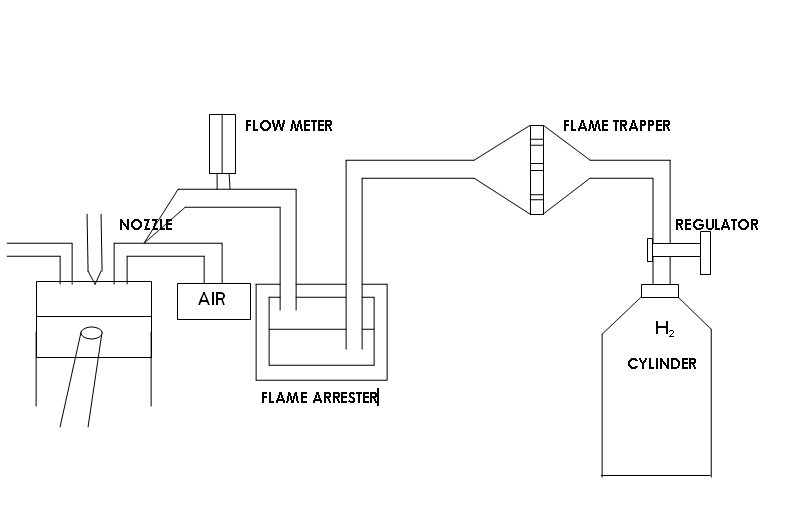 FLOW METER
FLAME TRAPPER
NOZZLE
REGULATOR
AIR
H₂
CYLINDER
FLAME ARRESTER